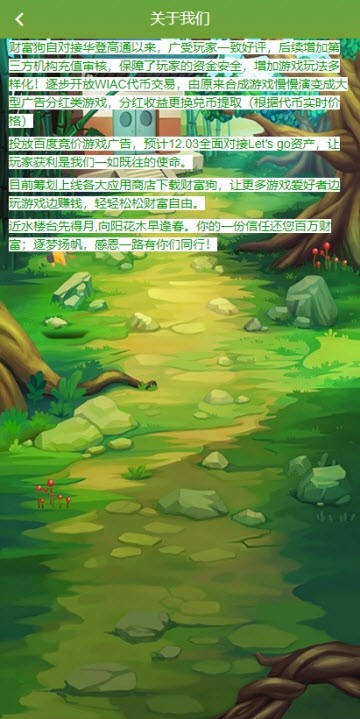 关于我们
财富狗自对接华登高通以来，广受玩家一致好评，后续增加第
三方机构充值审核，保障了玩家的资金安全，增加游戏玩法多
样化！逐步开放WIAC代币交易，由原来合成游戏慢慢演变成大
型广告分红类游戏，分红收益更换兑币提取（根据代币实时价
格）
投放百度竞价游戏广告，预计12.03全面对接Let's go资产，让
玩家获利是我们一如既往的使命。
目前筹划上线各大应用商店下载财富狗，让更多游戏爱好者边
玩游戏边赚钱，轻轻松松财富自由。
近水楼台先得月,向阳花木早逢春。你的一份信任还您百万财
富；逐梦扬帆，感恩一路有你们同行！